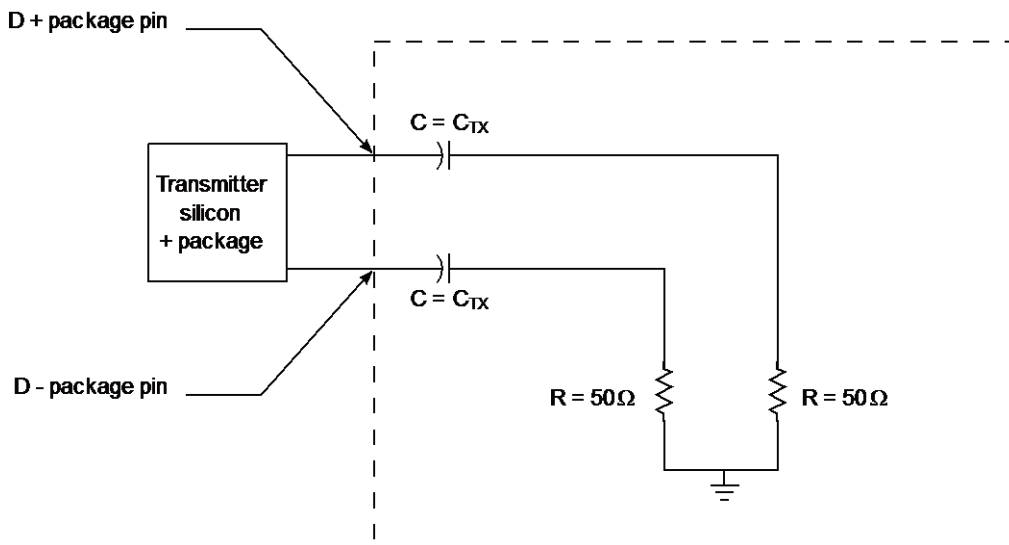 D + package pin
C = CTX
Transmitter
silicon
+ package
C = CTX
D - package pin
R = 50Ω
R = 50Ω